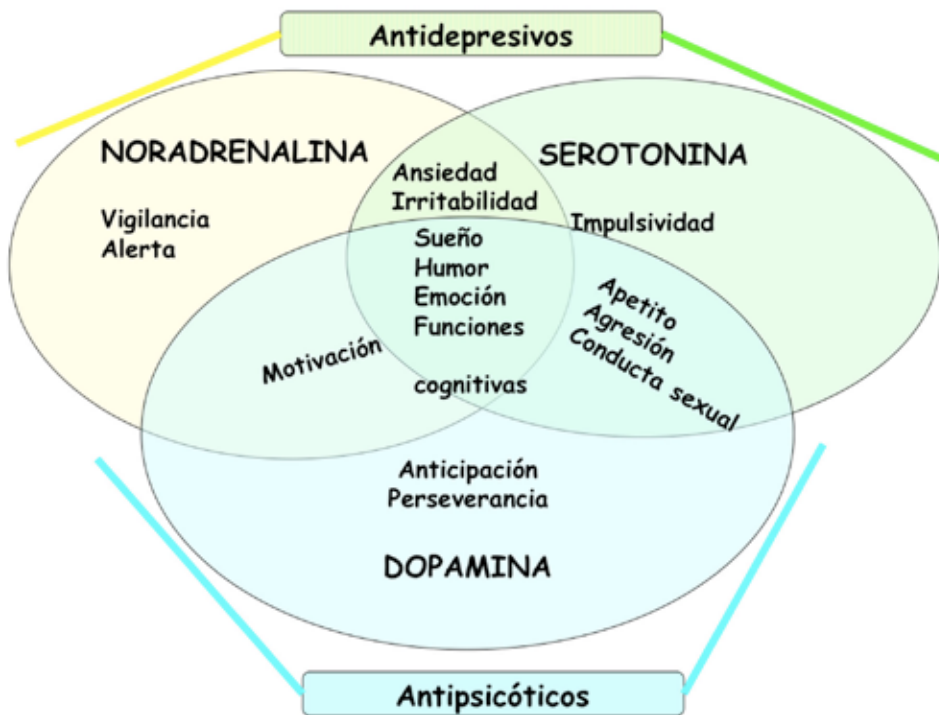 Antidepresivos
NORADRENALINA
SEROTONINA
Ansiedad
Irritabilidad
Vigilancia
Alerta
Impulsividad
Sueño
Humor
Emoción
Funciones
cognitivas
Apetito
Agresión
Conducta sexual
Motivación
Anticipación
Perseverancia
DOPAMINA
Antipsicóticos